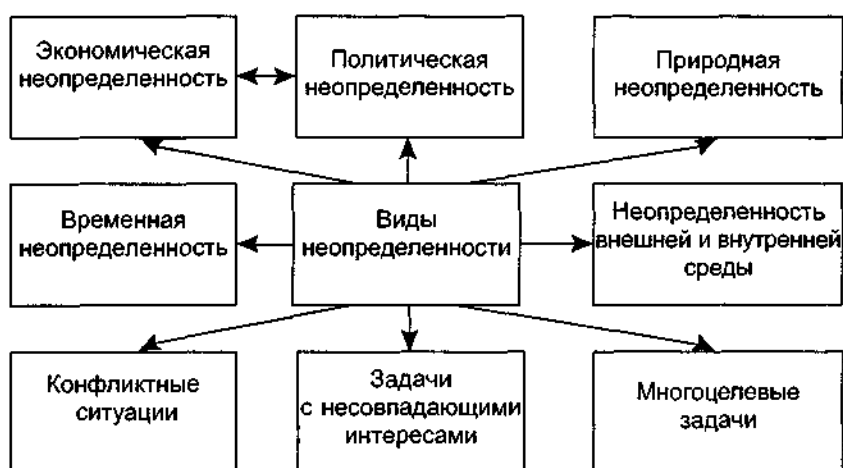 Экономическая
неопределенность
Политическая
неопределенность
Природная
неопределенность
Временная
неопределенность
Виды
неопределенности
Неопределенность
внешней и внутренней
среды
Конфликтные
ситуации
Задачи
с несовпадающими
интересами
Многоцелевые
задачи